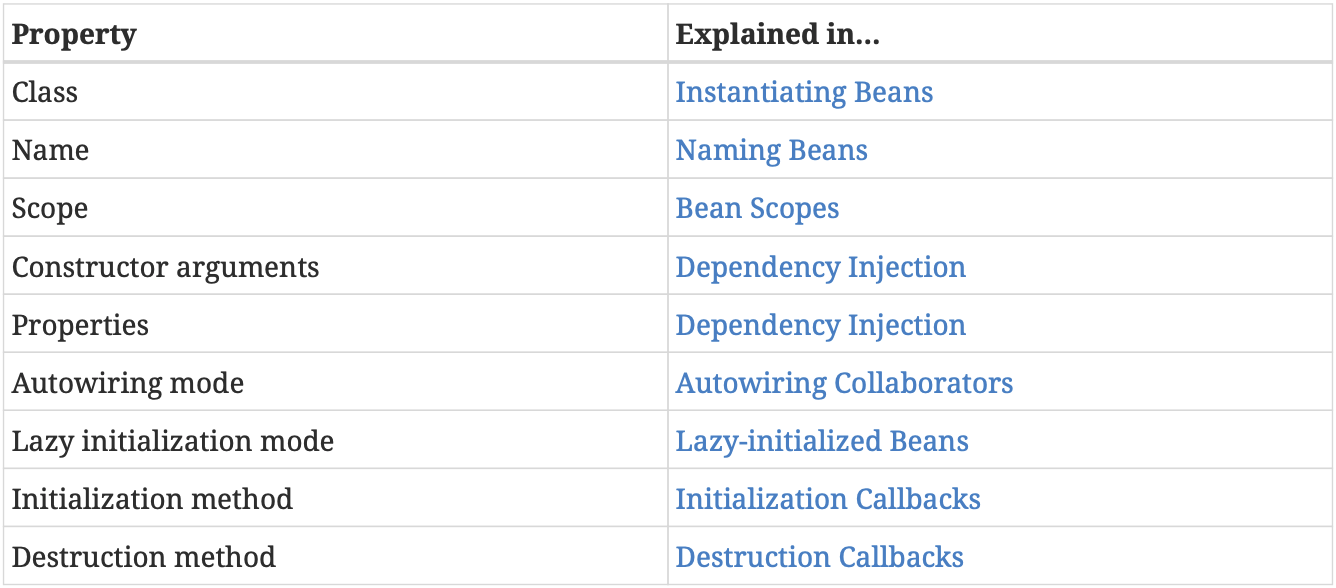 Property Explained in…
Class Instantiating Beans
Name Naming Beans
Scope Bean Scopes
Constructor arguments Dependency Injection
Properties Dependency Injection
Autowiring mode Autowiring Collaborators
Lazy initialization mode Lazy-initialized Beans
Initialization method Initialization Callbacks
Destruction method Destruction Callbacks